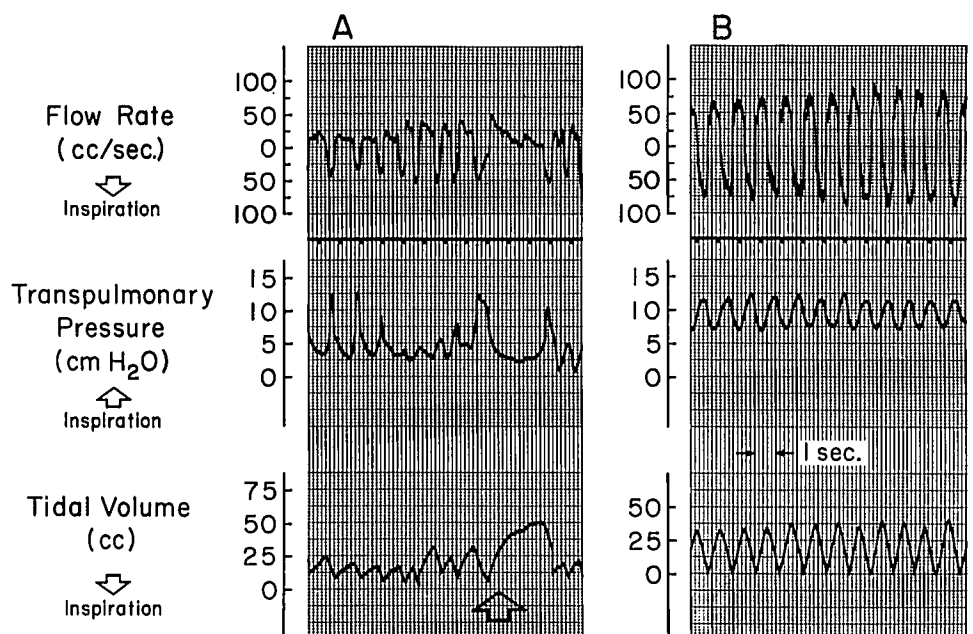 A
B
Flow Rate
(cc/sec.)
Inspiration
100
50
0
50
100
100
50
0
50
100
Transpulmonary
Pressure
(cm H₂O)
Inspiration
15
10
5
0
15
10
5
0
1 sec.
Tidal Volume
(cc)
Inspiration
75
50
25
0
50
25
0